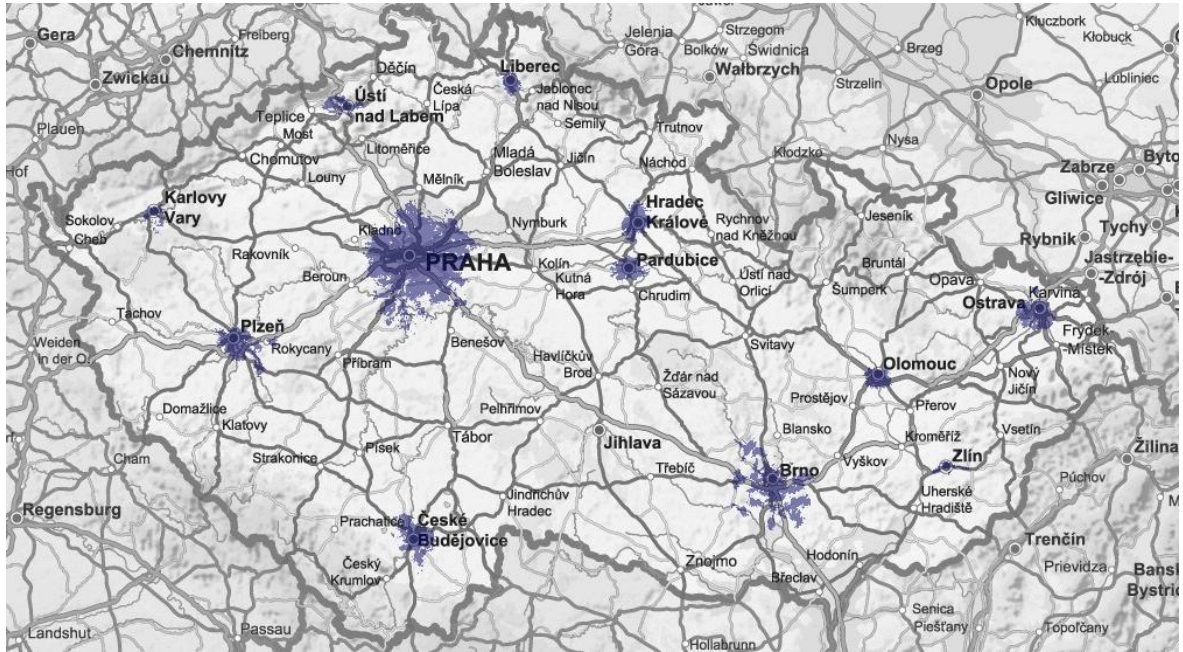 Gera
Chemnitz
Freiberg
Zwickau
Plauen
Hof
Děčín
Liberec
Jablonec
nad Nisou
Semily
Česká
Lípa
Ústí
nad Labem
Teplice
Most
Litoměřice
Chomutov
Louny
Mělník
Mladá
Boleslav
Jičín
Trutnov
Náchod
Jelenia
Góra
Bolków
Strzegom
Świdnica
Wałbrzych
Brzeg
Strzelin
Opole
Kluczbork
Kłobuck
Lubliniec
Nysa
Kłodzko
Zabrze
Gliwice
Tychy
Rybnik
Jastrzębie-
-Zdrój
Karlovy
Vary
Sokolov
Cheb
Rakovník
Kladno
Beroun
PRAHA
Nymburk
Kolín
Kutná
Hora
Hradec
Králové
Pardubice
Chrudim
Rychnov
nad Kněžnou
Ústí nad
Orlicí
Jeseník
Bruntál
Šumperk
Opava
Ostrava
Karviná
Frýdek-
-Místek
Nový
Jičín
Tachov
Plzeň
Rokycany
Příbram
Benešov
Havlíčkův
Brod
Žďár nad
Sázavou
Svitavy
Olomouc
Prostějov
Přerov
Weiden
in der O.
Domažlice
Klatovy
Písek
Tábor
Pelhřimov
Jihlava
Blansko
Kroměříž
Vsetín
Strakonice
Cham
Třebíč
Brno
Vyškov
Zlín
Uherské
Hradiště
Žilina
Púchov
Regensburg
Prachatice
České
Budějovice
Jindřichův
Hradec
Český
Krumlov
Znojmo
Hodonín
Břeclav
Trenčín
Prievidza
Landshut
Passau
Hollabrunn
Senica
Piešťany
Topoľčany